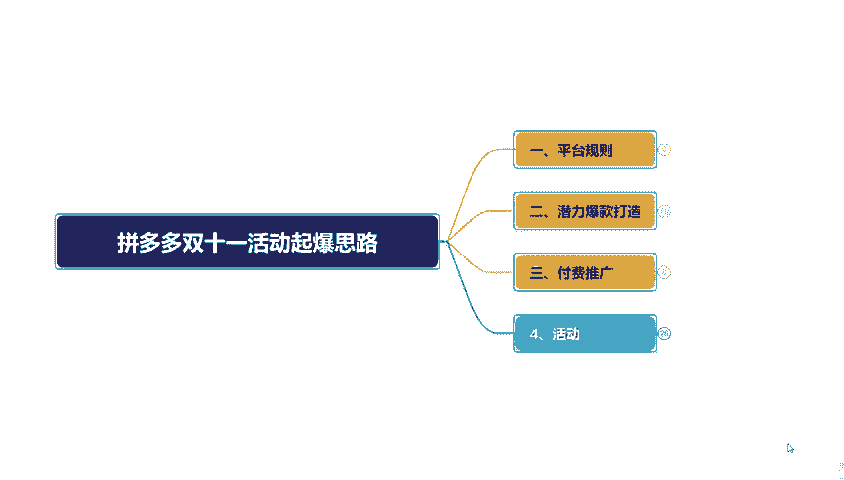 拼多多双十一活动起爆思路
一、平台规则
二、潜力爆款打造
三、付费推广
4、活动